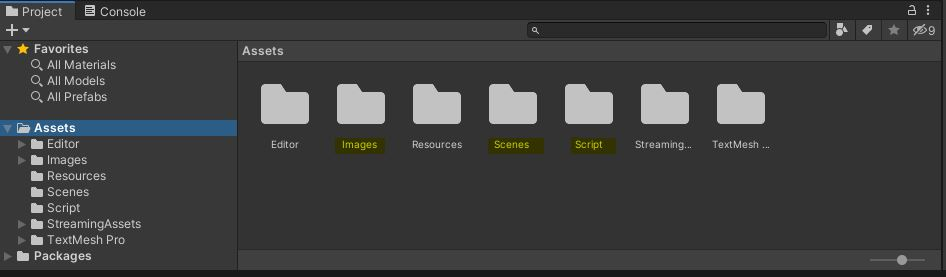 Project
Console
9
Favorites
All Materials
All Models
All Prefabs
Assets
Editor
Images
Resources
Scenes
Script
StreamingAssets
TextMesh Pro
Packages
Assets
Editor
Images
Resources
Scenes
Script
Streaming...
TextMesh ...